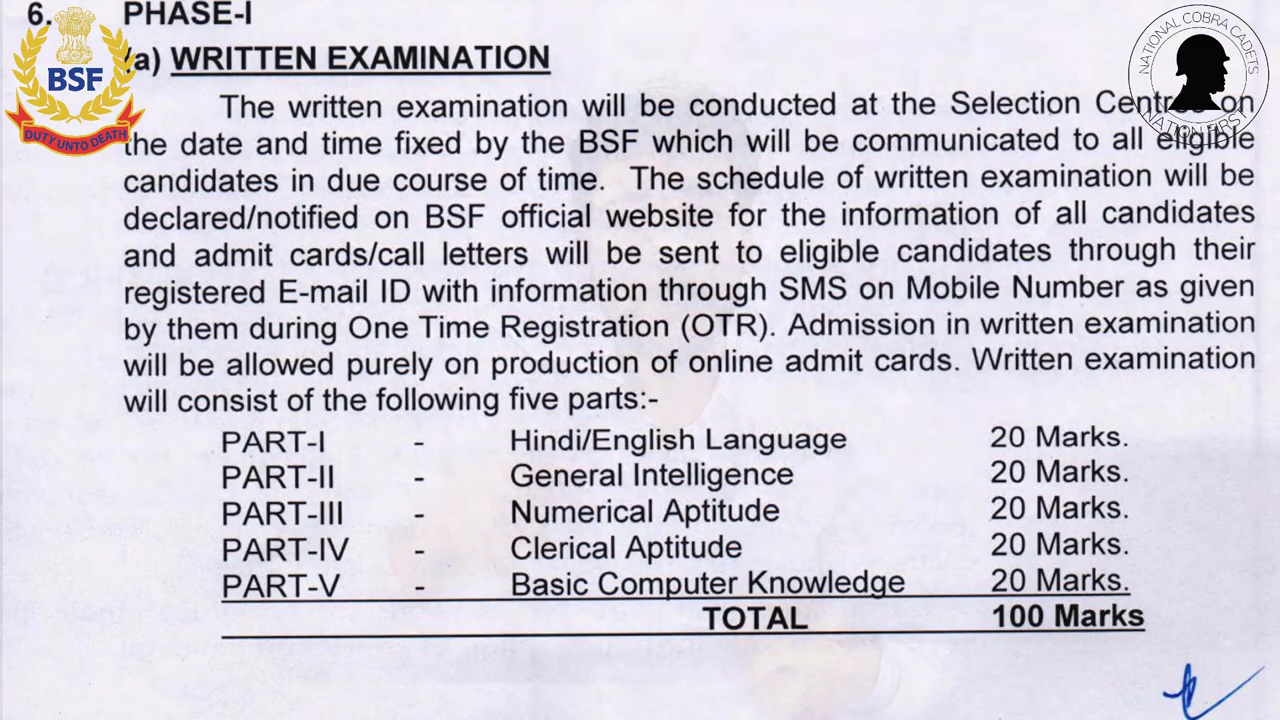 6. PHASE-I
(a) WRITTEN EXAMINATION
The written examination will be conducted at the Selection Centres on
the date and time fixed by the BSF which will be communicated to all eligible
candidates in due course of time. The schedule of written examination will be
declared/notified on BSF official website for the information of all candidates
and admit cards/call letters will be sent to eligible candidates through their
registered E-mail ID with information through SMS on Mobile Number as given
by them during One Time Registration (OTR). Admission in written examination
will be allowed purely on production of online admit cards. Written examination
will consist of the following five parts:-
PART-I - Hindi/English Language 20 Marks.
PART-II - General Intelligence 20 Marks.
PART-III - Numerical Aptitude 20 Marks.
PART-IV - Clerical Aptitude 20 Marks.
PART-V - Basic Computer Knowledge 20 Marks.
TOTAL 100 Marks
BSF
DUTY UNTO DEATH
NATIONAL COBRA CADETS
NATION FIRST